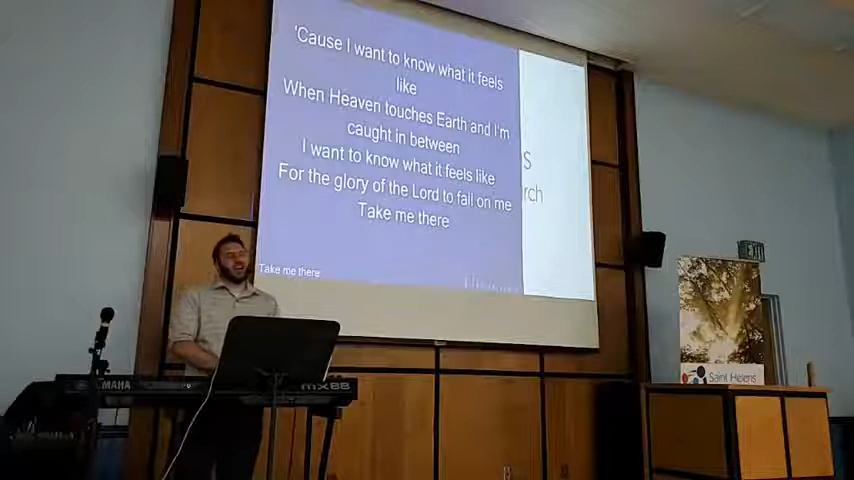 'Cause I want to know what it feels
like
When Heaven touches Earth and I'm
caught in between
I want to know what it feels like
For the glory of the Lord to fall on me
Take me there
Take me there
S
rch
EXIT
Saint Helens
YAMAHA
MX88